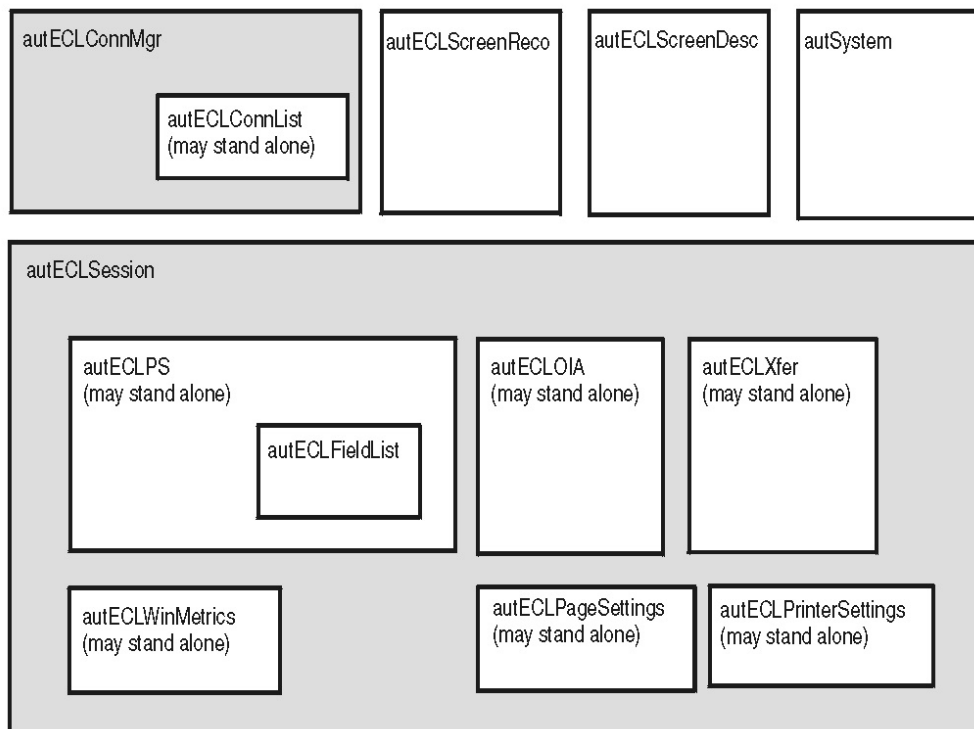 autECLConnMgr
autECLConnList
(may stand alone)
autECLScreenReco
autECLScreenDesc
autSystem
autECLSession
autECLPS
(may stand alone)
autECLFieldList
autECLOIA
(may stand alone)
autECLXfer
(may stand alone)
autECLWinMetrics
(may stand alone)
autECLPageSettings
(may stand alone)
autECLPrinterSettings
(may stand alone)